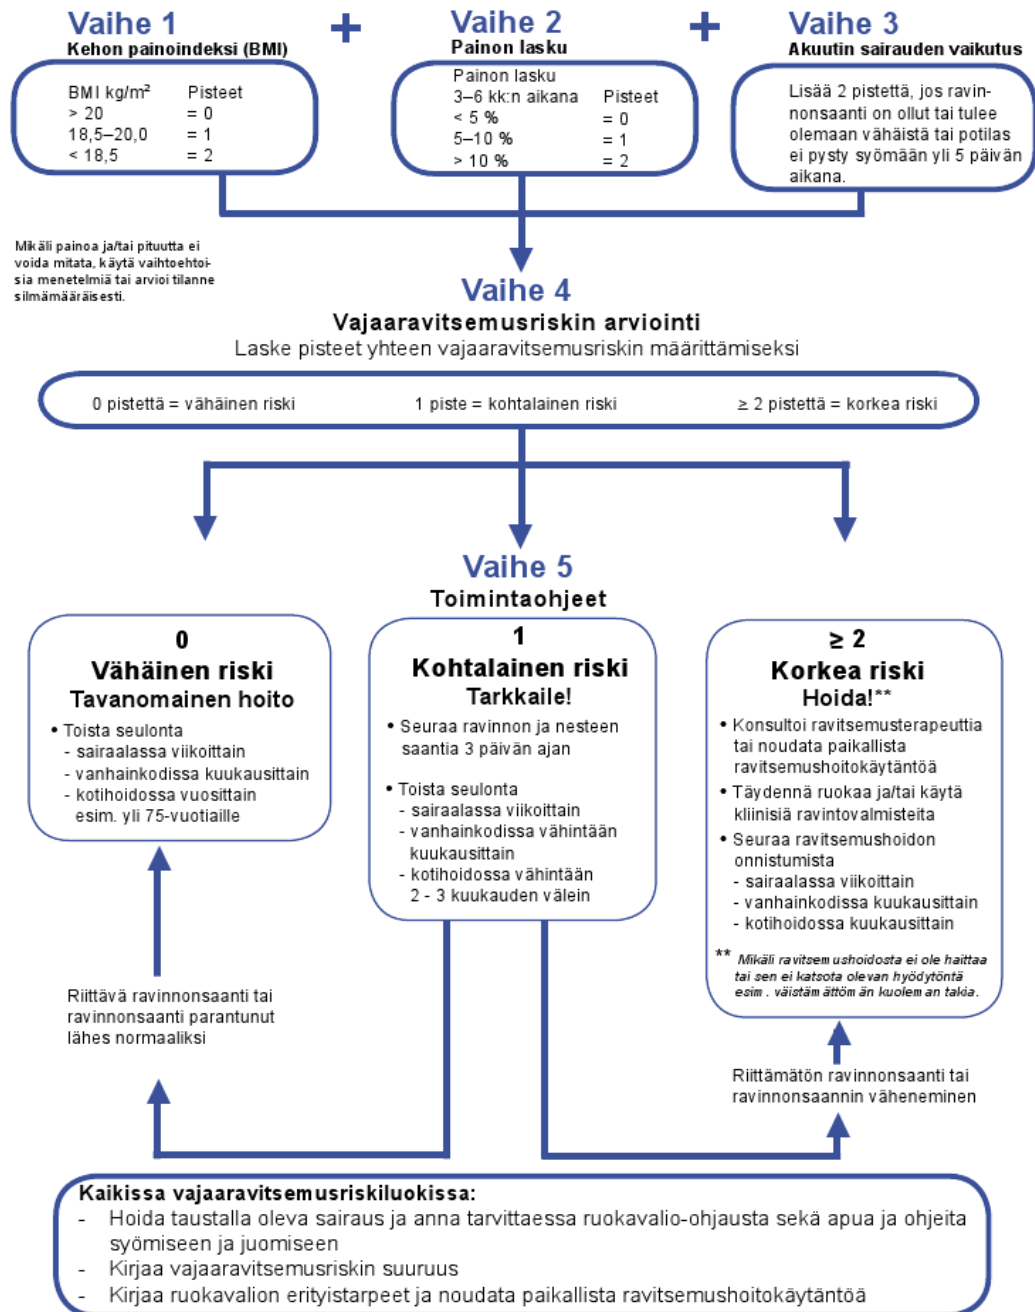 Vaihe 1
Kehon painoindeksi (BMI)
BMI kg/m² Pisteet
> 20 = 0
18,5–20,0 = 1
< 18,5 = 2
+
Vaihe 2
Painon lasku
Painon lasku
3–6 kk:n aikana Pisteet
< 5 % = 0
5–10 % = 1
> 10 % = 2
+
Vaihe 3
Akuutin sairauden vaikutus
Lisää 2 pistettä, jos ravin-
nonsaanti on ollut tai tulee
olemaan vähäistä tai potilas
ei pysty syömään yli 5 päivän
aikana.
Mikäli painoa ja/tai pituutta ei
voida mitata, käytä vaihtoehtoi-
sia menetelmiä tai arvioi tilanne
silmämääräisesti.
Vaihe 4
Vajaaravitsemusriskin arviointi
Laske pisteet yhteen vajaaravitsemusriskin määrittämiseksi
0 pistettä = vähäinen riski 1 piste = kohtalainen riski ≥ 2 pistettä = korkea riski
Vaihe 5
Toimintaohjeet
0
Vähäinen riski
Tavanomainen hoito
• Toista seulonta
- sairaalassa viikoittain
- vanhainkodissa kuukausittain
- kotihoidossa vuosittain
esim. yli 75-vuotiaille
1
Kohtalainen riski
Tarkkaile!
• Seuraa ravinnon ja nesteen
saantia 3 päivän ajan
• Toista seulonta
- sairaalassa viikoittain
- vanhainkodissa vähintään
kuukausittain
- kotihoidossa vähintään
2 - 3 kuukauden välein
≥ 2
Korkea riski
Hoida!**
• Konsultoi ravitsemusterapeuttia
tai noudata paikallista
ravitsemushoitokäytäntöä
• Täydennä ruokaa ja/tai käytä
kliinisiä ravintovalmisteita
• Seuraa ravitsemushoidon
onnistumista
- sairaalassa viikoittain
- vanhainkodissa kuukausittain
- kotihoidossa kuukausittain
** Mikäli ravitsemushoidosta ei ole haittaa
tai sen ei katsota olevan hyödytöntä
esim. väistämättömän kuoleman takia.
Riittävä ravinnonsaanti tai
ravinnonsaanti parantunut
lähes normaaliksi
Riittämätön ravinnonsaanti tai
ravinnonsaannin väheneminen
Kaikissa vajaaravitsemusriskiluokissa:
- Hoida taustalla oleva sairaus ja anna tarvittaessa ruokavalio-ohjausta sekä apua ja ohjeita
syömiseen ja juomiseen
- Kirjaa vajaaravitsemusriskin suuruus
- Kirjaa ruokavalion erityistarpeet ja noudata paikallista ravitsemushoitokäytäntöä